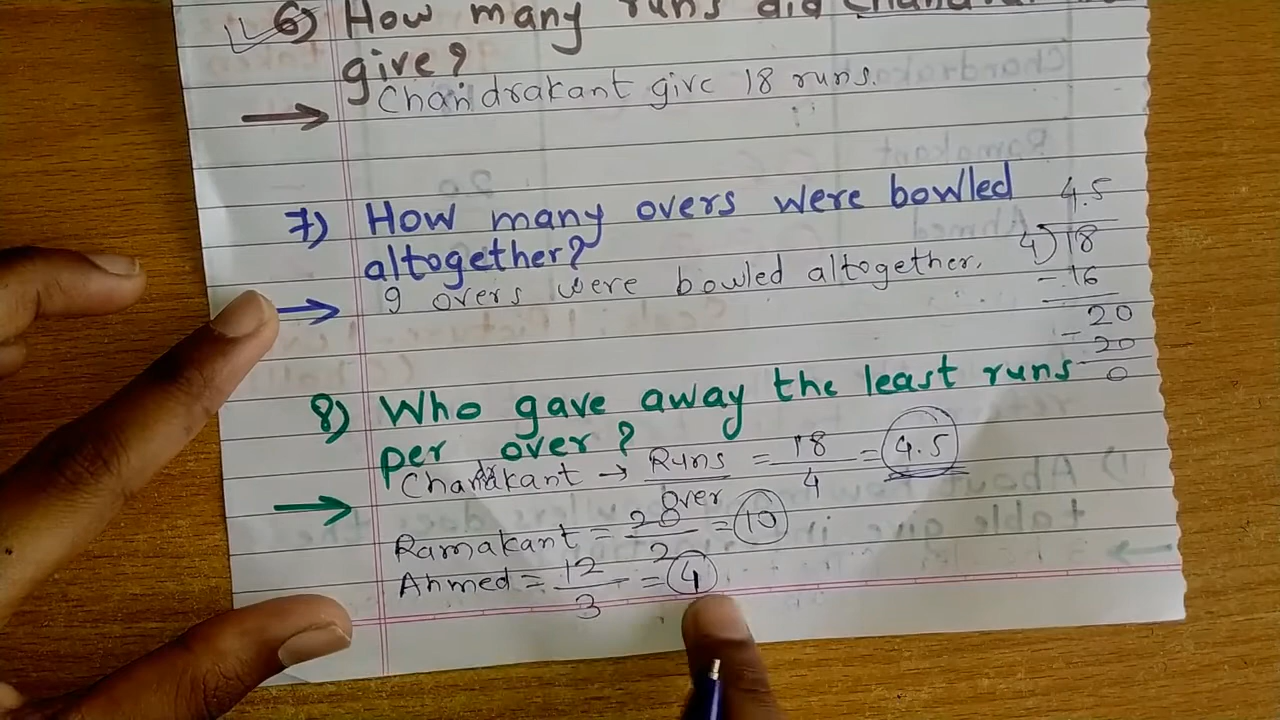 6) How many runs did
give?
Chandrakant give 18 runs.
7) How many overs were bowled
altogether?
9 overs were bowled altogether.
4.5
4)18
- 16
- 20
20
0
8) Who gave away the least runs
per over?
Chandrakant → Runs/over = 18/4 = 4.5
Ramakant = 20/2 = 10
Ahmed = 12/3 = 4